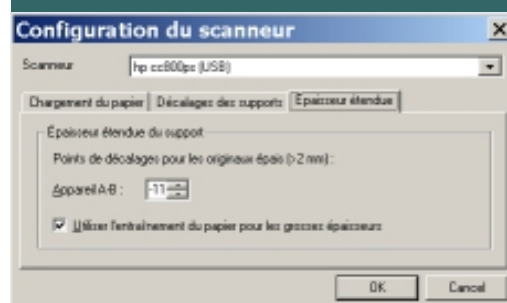 Configuration du scanneur
Scanneur
hp cc800ps (USB)
Chargement du papier Décalages des supports Épaisseur étendue
Épaisseur étendue du support
Points de décalages pour les originaux épais (>2 mm) :
Appareil A-B : -11
Utiliser l'entraînement du papier pour les grosses épaisseurs
OK Cancel